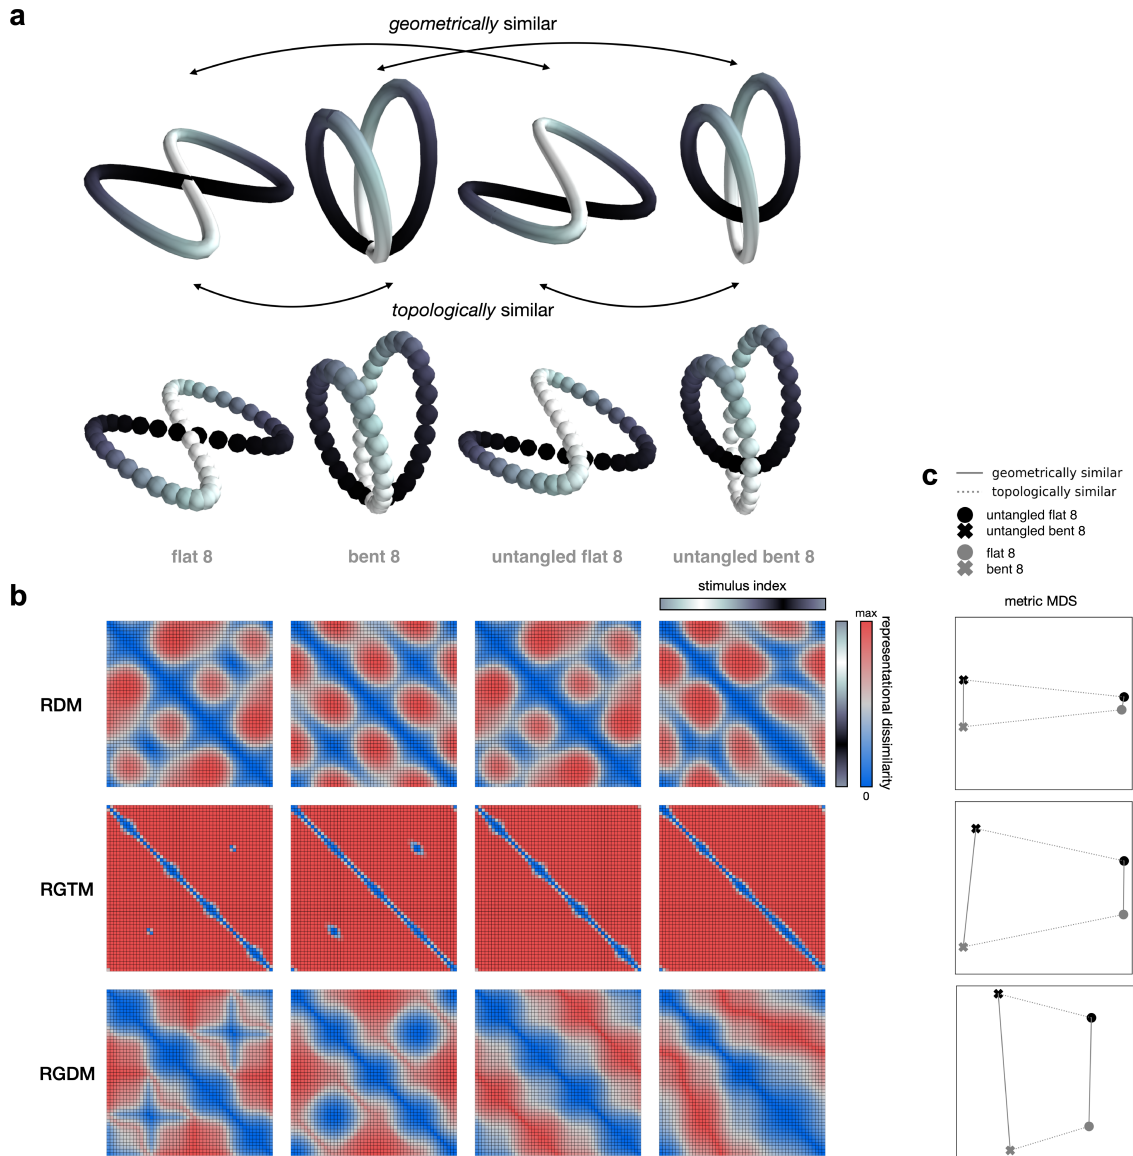 a
geometrically similar
topologically similar
flat 8
bent 8
untangled flat 8
untangled bent 8
c
geometrically similar
topologically similar
untangled flat 8
untangled bent 8
flat 8
bent 8
metric MDS
b
stimulus index
max
representational dissimilarity
0
RDM
RGTM
RGDM